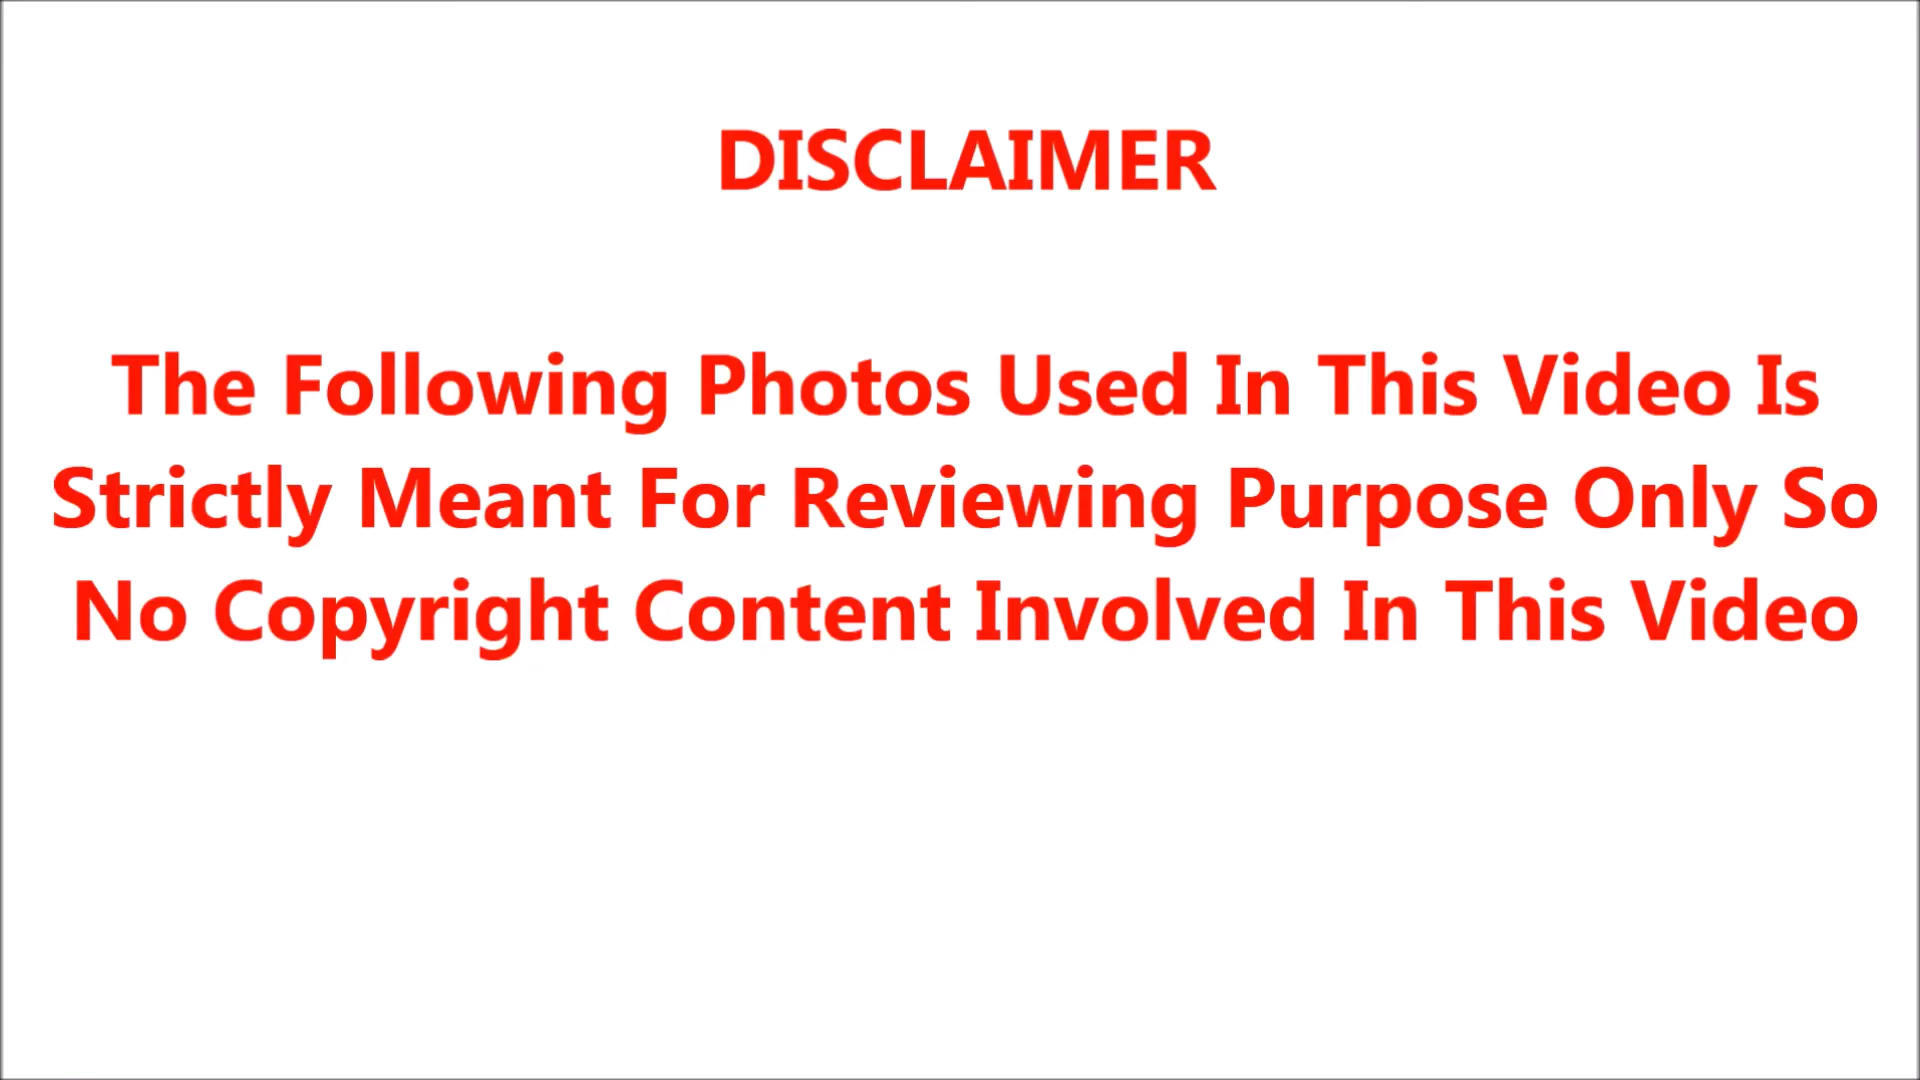 DISCLAIMER
The Following Photos Used In This Video Is
Strictly Meant For Reviewing Purpose Only So
No Copyright Content Involved In This Video